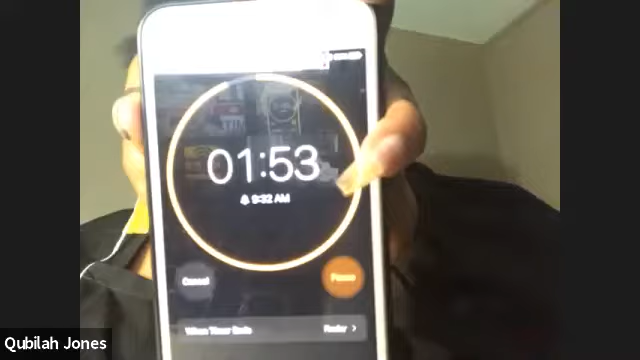 01:53
9:32 AM
Cancel
Pause
When Timer Ends
Radar >
Qubilah Jones